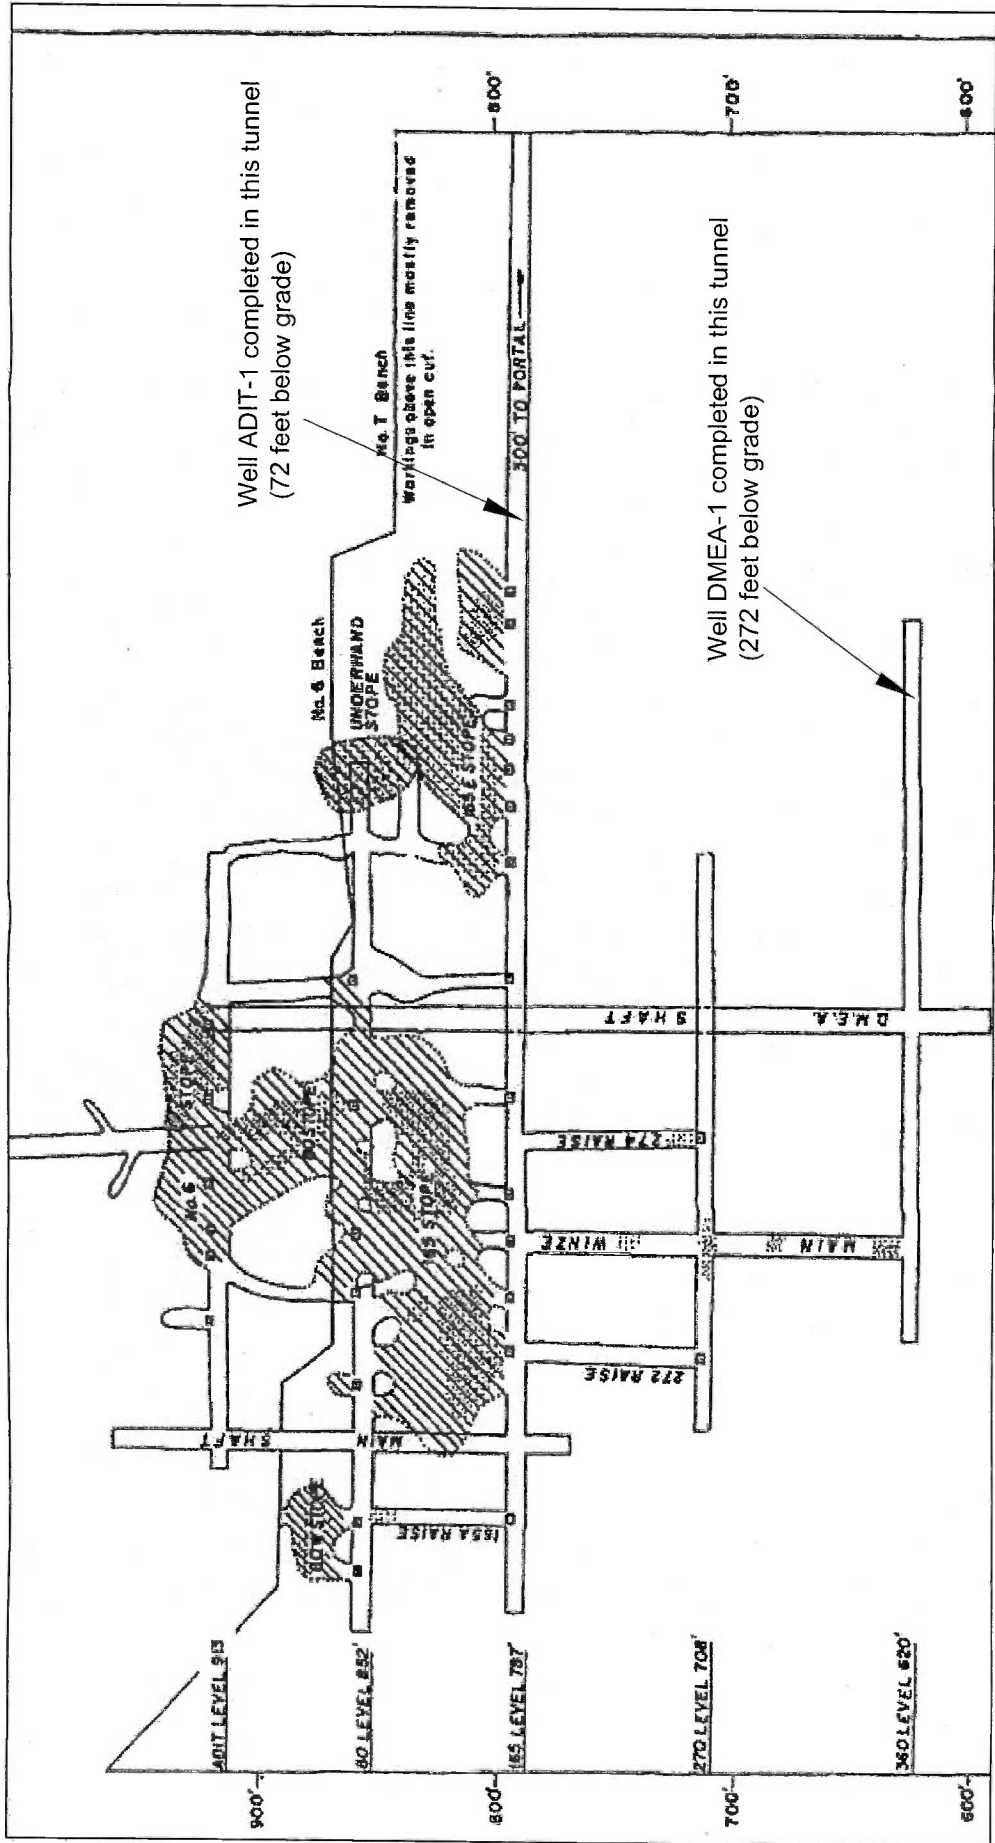 Well ADIT-1 completed in this tunnel
(72 feet below grade)
Well DMEA-1 completed in this tunnel
(272 feet below grade)
800'
700'
600'
No. 7 Bench
Workings above this line mostly removed
in open cut.
300' TO PORTAL
No. 6 Bench
UNDERHAND
STOPE
165 E STOPE
D.M.E.A. SHAFT
STOPE
No. 6
STOPE
165 STOPE
274 RAISE
MAIN WINZE
272 RAISE
MAIN SHAFT
165A RAISE
STOPE
ADIT LEVEL 913
80 LEVEL 852'
165 LEVEL 787'
270 LEVEL 708'
360 LEVEL 620'
900'
800'
700'
600'